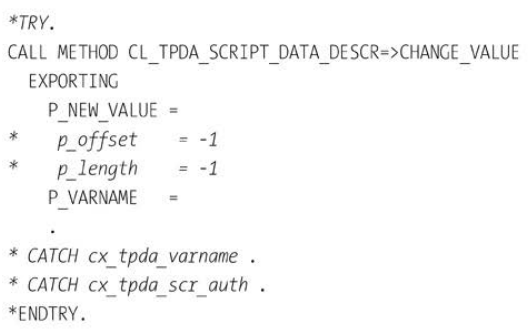 *TRY.
CALL METHOD CL_TPDA_SCRIPT_DATA_DESCR=>CHANGE_VALUE
  EXPORTING
    P_NEW_VALUE =
*    p_offset    = -1
*    p_length    = -1
    P_VARNAME   =
    .
* CATCH cx_tpda_varname .
* CATCH cx_tpda_scr_auth .
*ENDTRY.